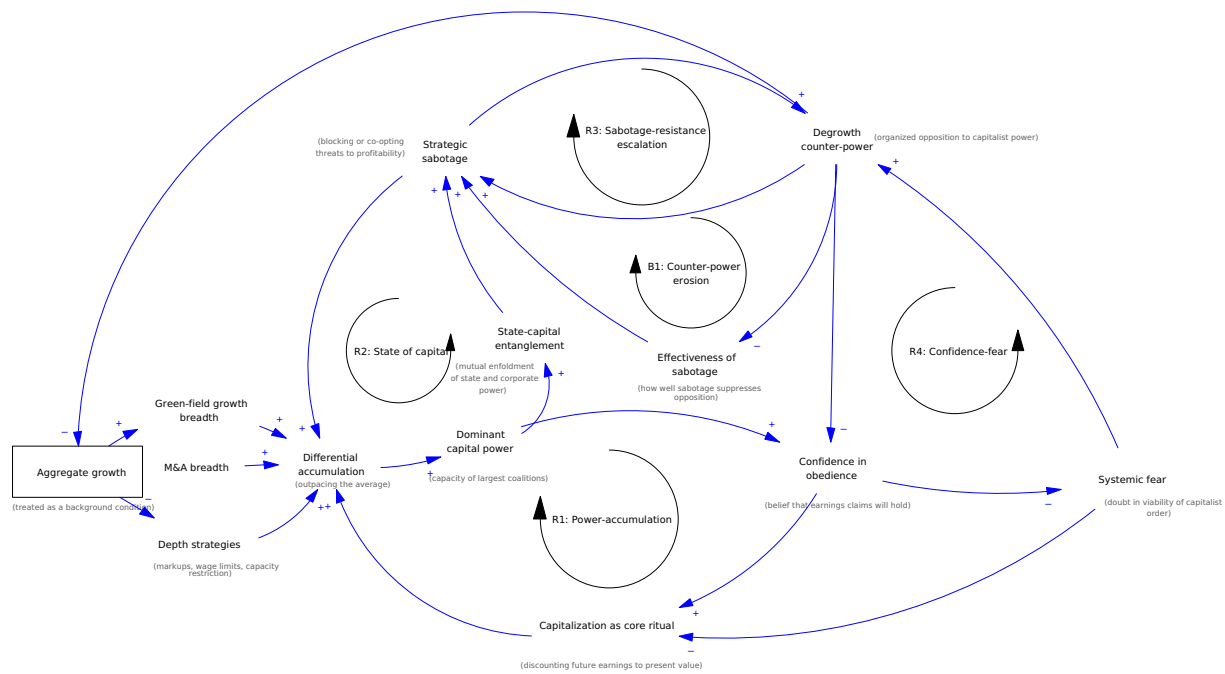 +
R3: Sabotage-resistance
escalation
Degrowth
counter-power
(organized opposition to capitalist power)
(blocking or co-opting
threats to profitability)
Strategic
sabotage
+
+
+
+
B1: Counter-power
erosion
State-capital
entanglement
(mutual enfoldment
of state and corporate
power)
+
R2: State of capital
Effectiveness of
sabotage
(how well sabotage suppresses
opposition)
–
R4: Confidence-fear
Green-field growth
breadth
–
+
+
+
+
–
Aggregate growth
(treated as a background condition)
–
M&A breadth
+
Differential
accumulation
(outpacing the average)
++
Dominant
capital power
(capacity of largest coalitions)
+
Confidence in
obedience
(belief that earnings claims will hold)
Systemic fear
(doubt in viability of capitalist
order)
–
Depth strategies
(markups, wage limits, capacity
restriction)
R1: Power-accumulation
Capitalization as core ritual
+
–
(discounting future earnings to present value)